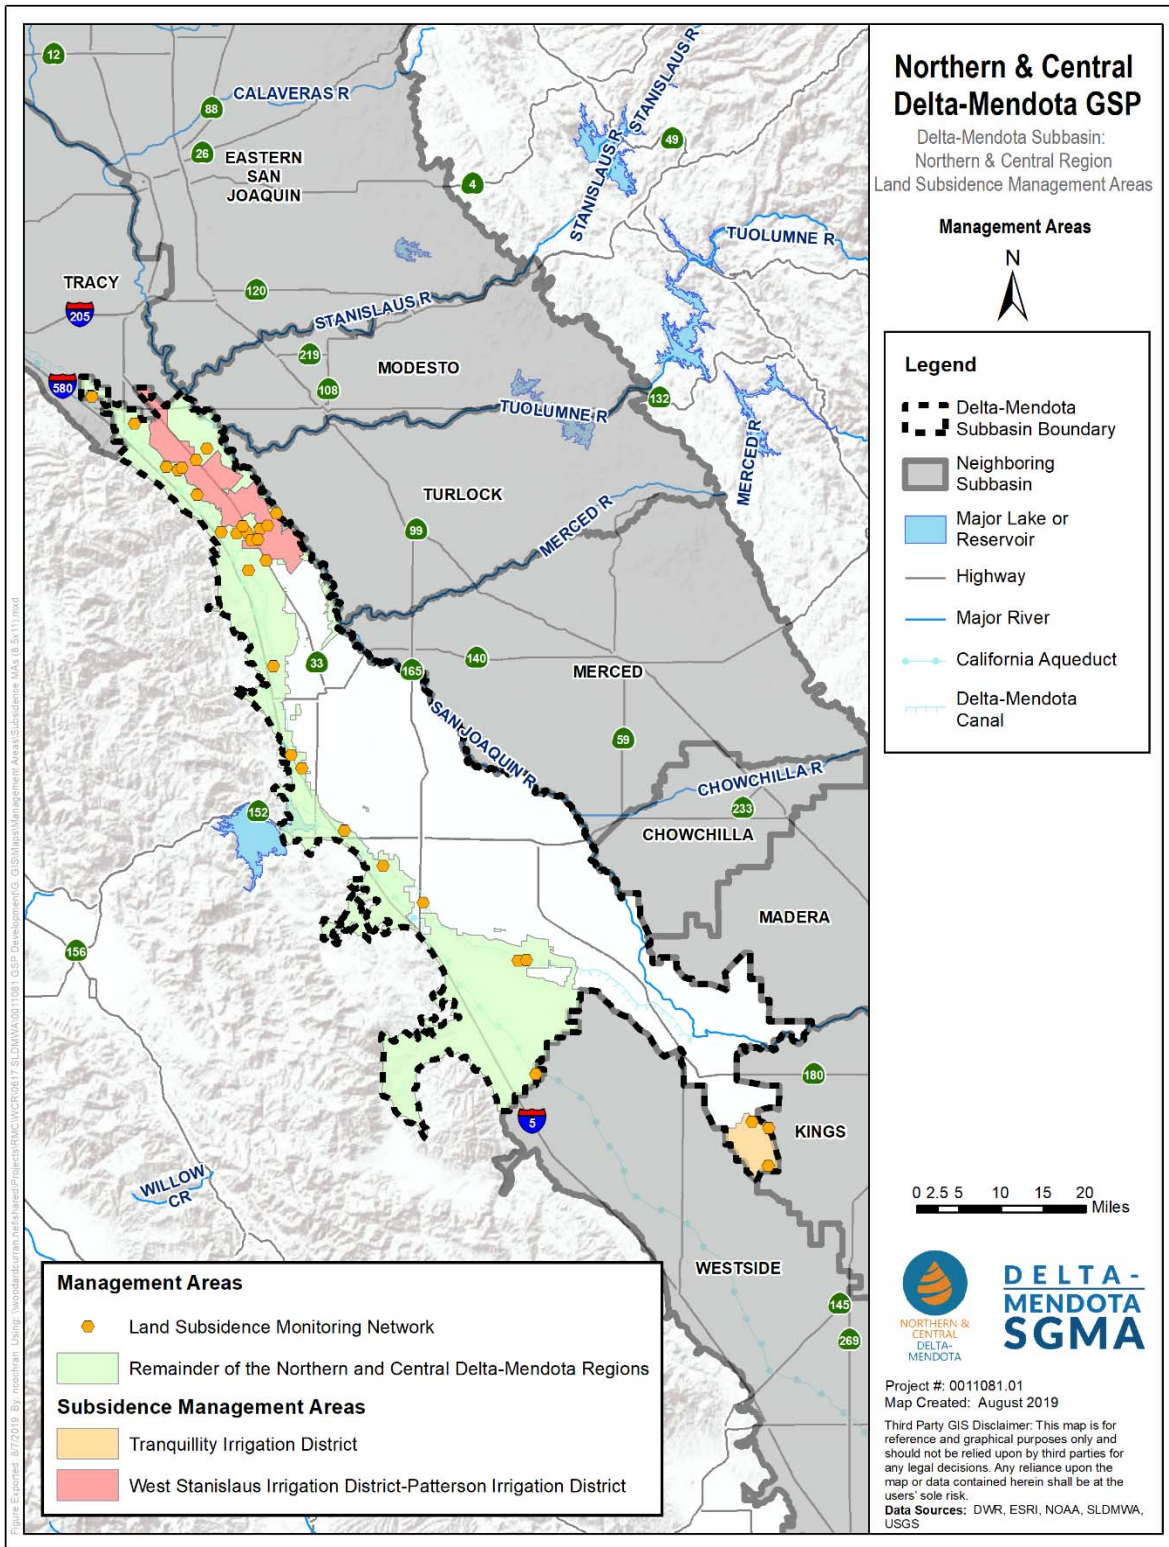 Northern & Central
Delta-Mendota GSP
Delta-Mendota Subbasin:
Northern & Central Region
Land Subsidence Management Areas
Management Areas
N
Legend
Delta-Mendota
Subbasin Boundary
Neighboring
Subbasin
Major Lake or
Reservoir
Highway
Major River
California Aqueduct
Delta-Mendota
Canal
0 2.5 5 10 15 20
Miles
NORTHERN &
CENTRAL
DELTA-
MENDOTA
DELTA-
MENDOTA
SGMA
Project #: 0011081.01
Map Created: August 2019
Third Party GIS Disclaimer: This map is for
reference and graphical purposes only and
should not be relied upon by third parties for
any legal decisions. Any reliance upon the
map or data contained herein shall be at the
users' sole risk.
Data Sources: DWR, ESRI, NOAA, SLDMWA,
USGS
12
CALAVERAS R
88
26
EASTERN
SAN
JOAQUIN
4
49
STANISLAUS R
STANISLAUS R
TUOLUMNE R
TRACY
120
205
STANISLAUS R
219
MODESTO
580
108
132
TUOLUMNE R
MERCED R
TURLOCK
99
MERCED R
33
165
140
MERCED
SAN JOAQUIN R
59
CHOWCHILLA R
233
152
CHOWCHILLA
MADERA
156
180
5
KINGS
WILLOW
CR
WESTSIDE
145
269
Management Areas
Land Subsidence Monitoring Network
Remainder of the Northern and Central Delta-Mendota Regions
Subsidence Management Areas
Tranquillity Irrigation District
West Stanislaus Irrigation District-Patterson Irrigation District